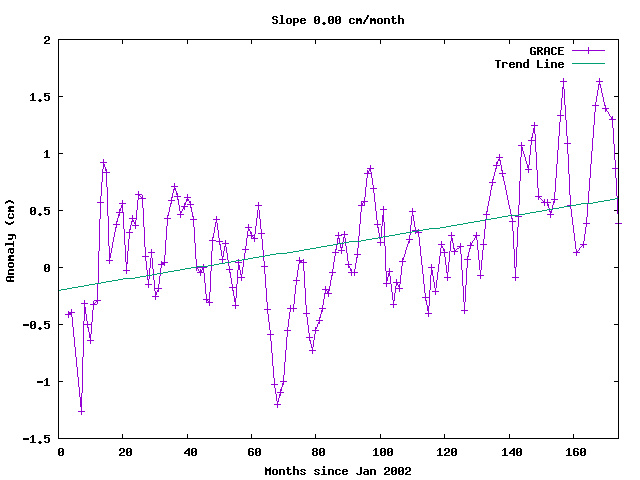 Slope 0.00 cm/month
GRACE
Trend Line
2
1.5
1
0.5
0
-0.5
-1
-1.5
Anomaly (cm)
0 20 40 60 80 100 120 140 160
Months since Jan 2002